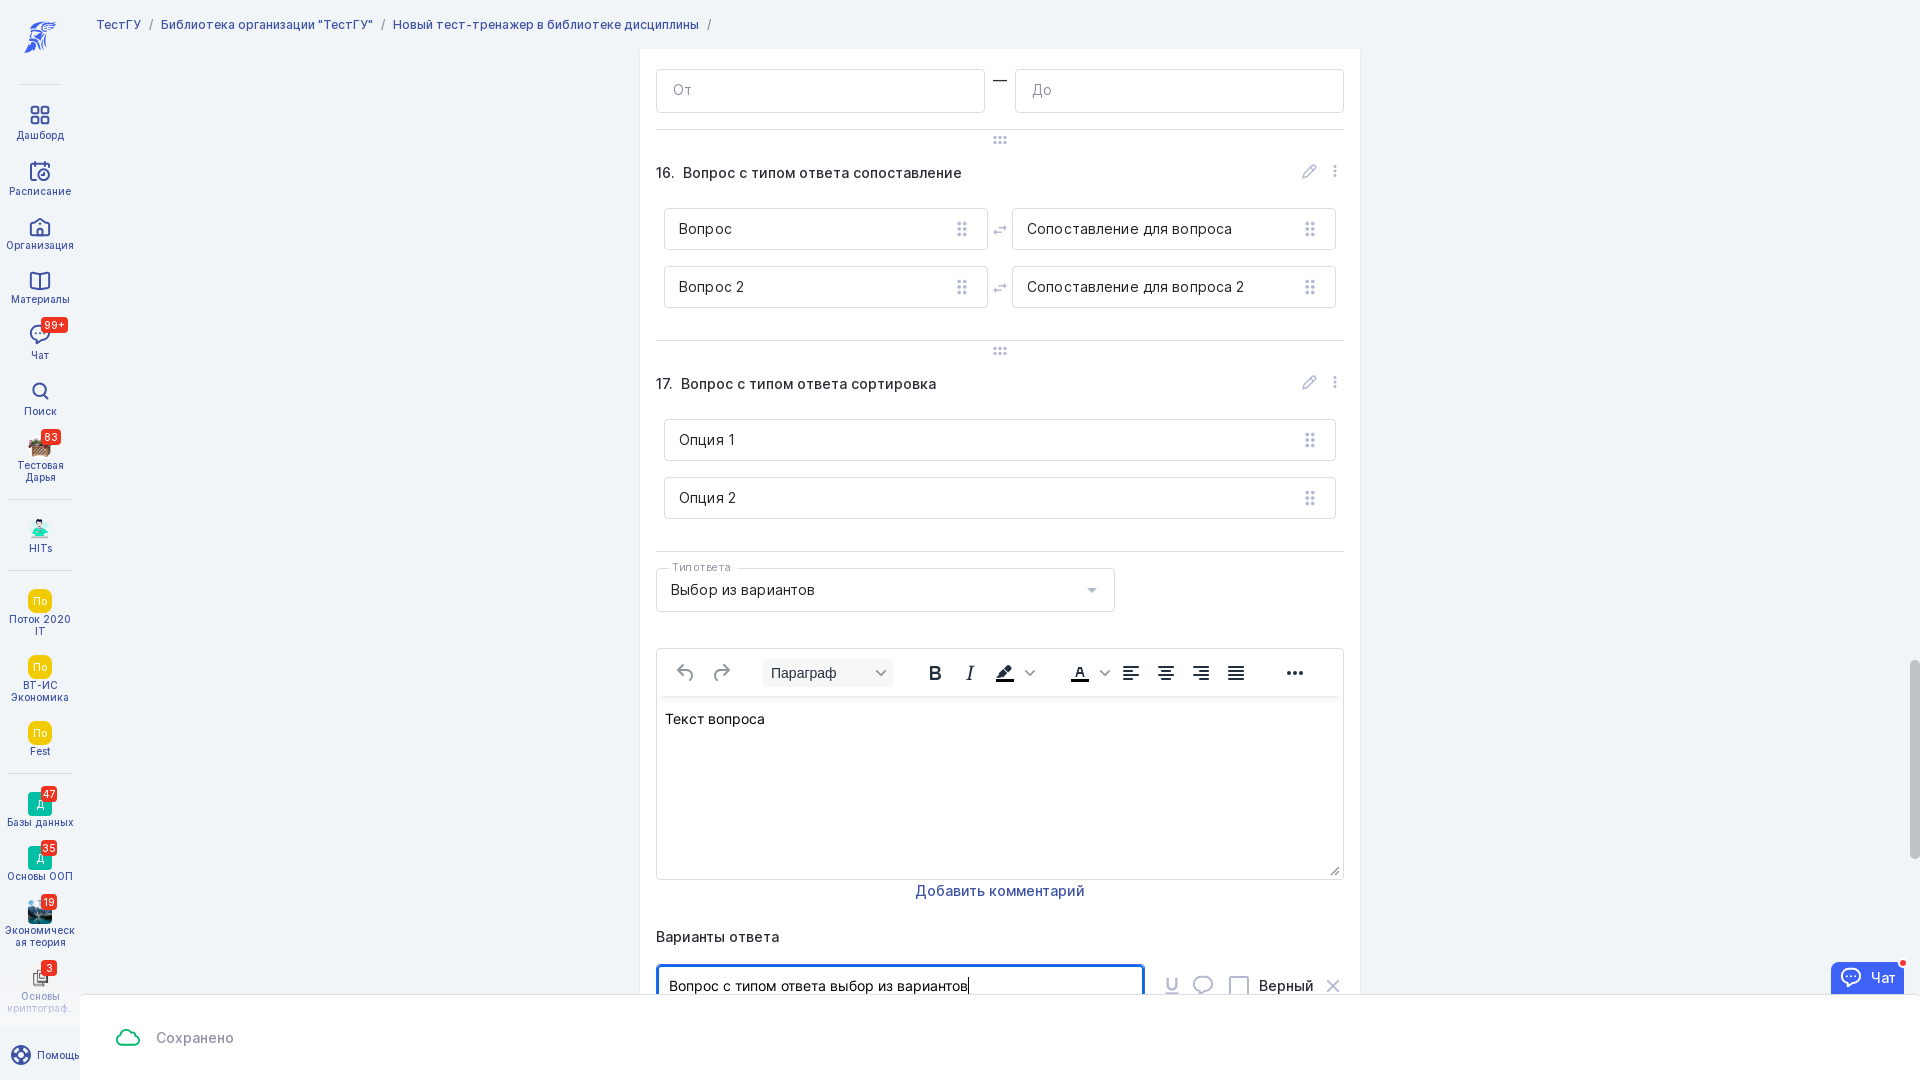 ТестГУ / Библиотека организации "ТестГУ" / Новый тест-тренажер в библиотеке дисциплины /
Дашборд
Расписание
Организация
Материалы
99+
Чат
Поиск
83
Тестовая
Дарья
HITs
По
Поток 2020
IT
По
ВТ-ИС
Экономика
По
Fest
47
Д
Базы данных
35
Д
Основы ООП
19
Экономическ
ая теория
3
Основы
криптограф...
Помощь
От — До
16. Вопрос с типом ответа сопоставление
Вопрос Сопоставление для вопроса
Вопрос 2 Сопоставление для вопроса 2
17. Вопрос с типом ответа сортировка
Опция 1
Опция 2
Тип ответа
Выбор из вариантов
Параграф
Текст вопроса
Добавить комментарий
Варианты ответа
Вопрос с типом ответа выбор из вариантов Верный
Чат
Сохранено